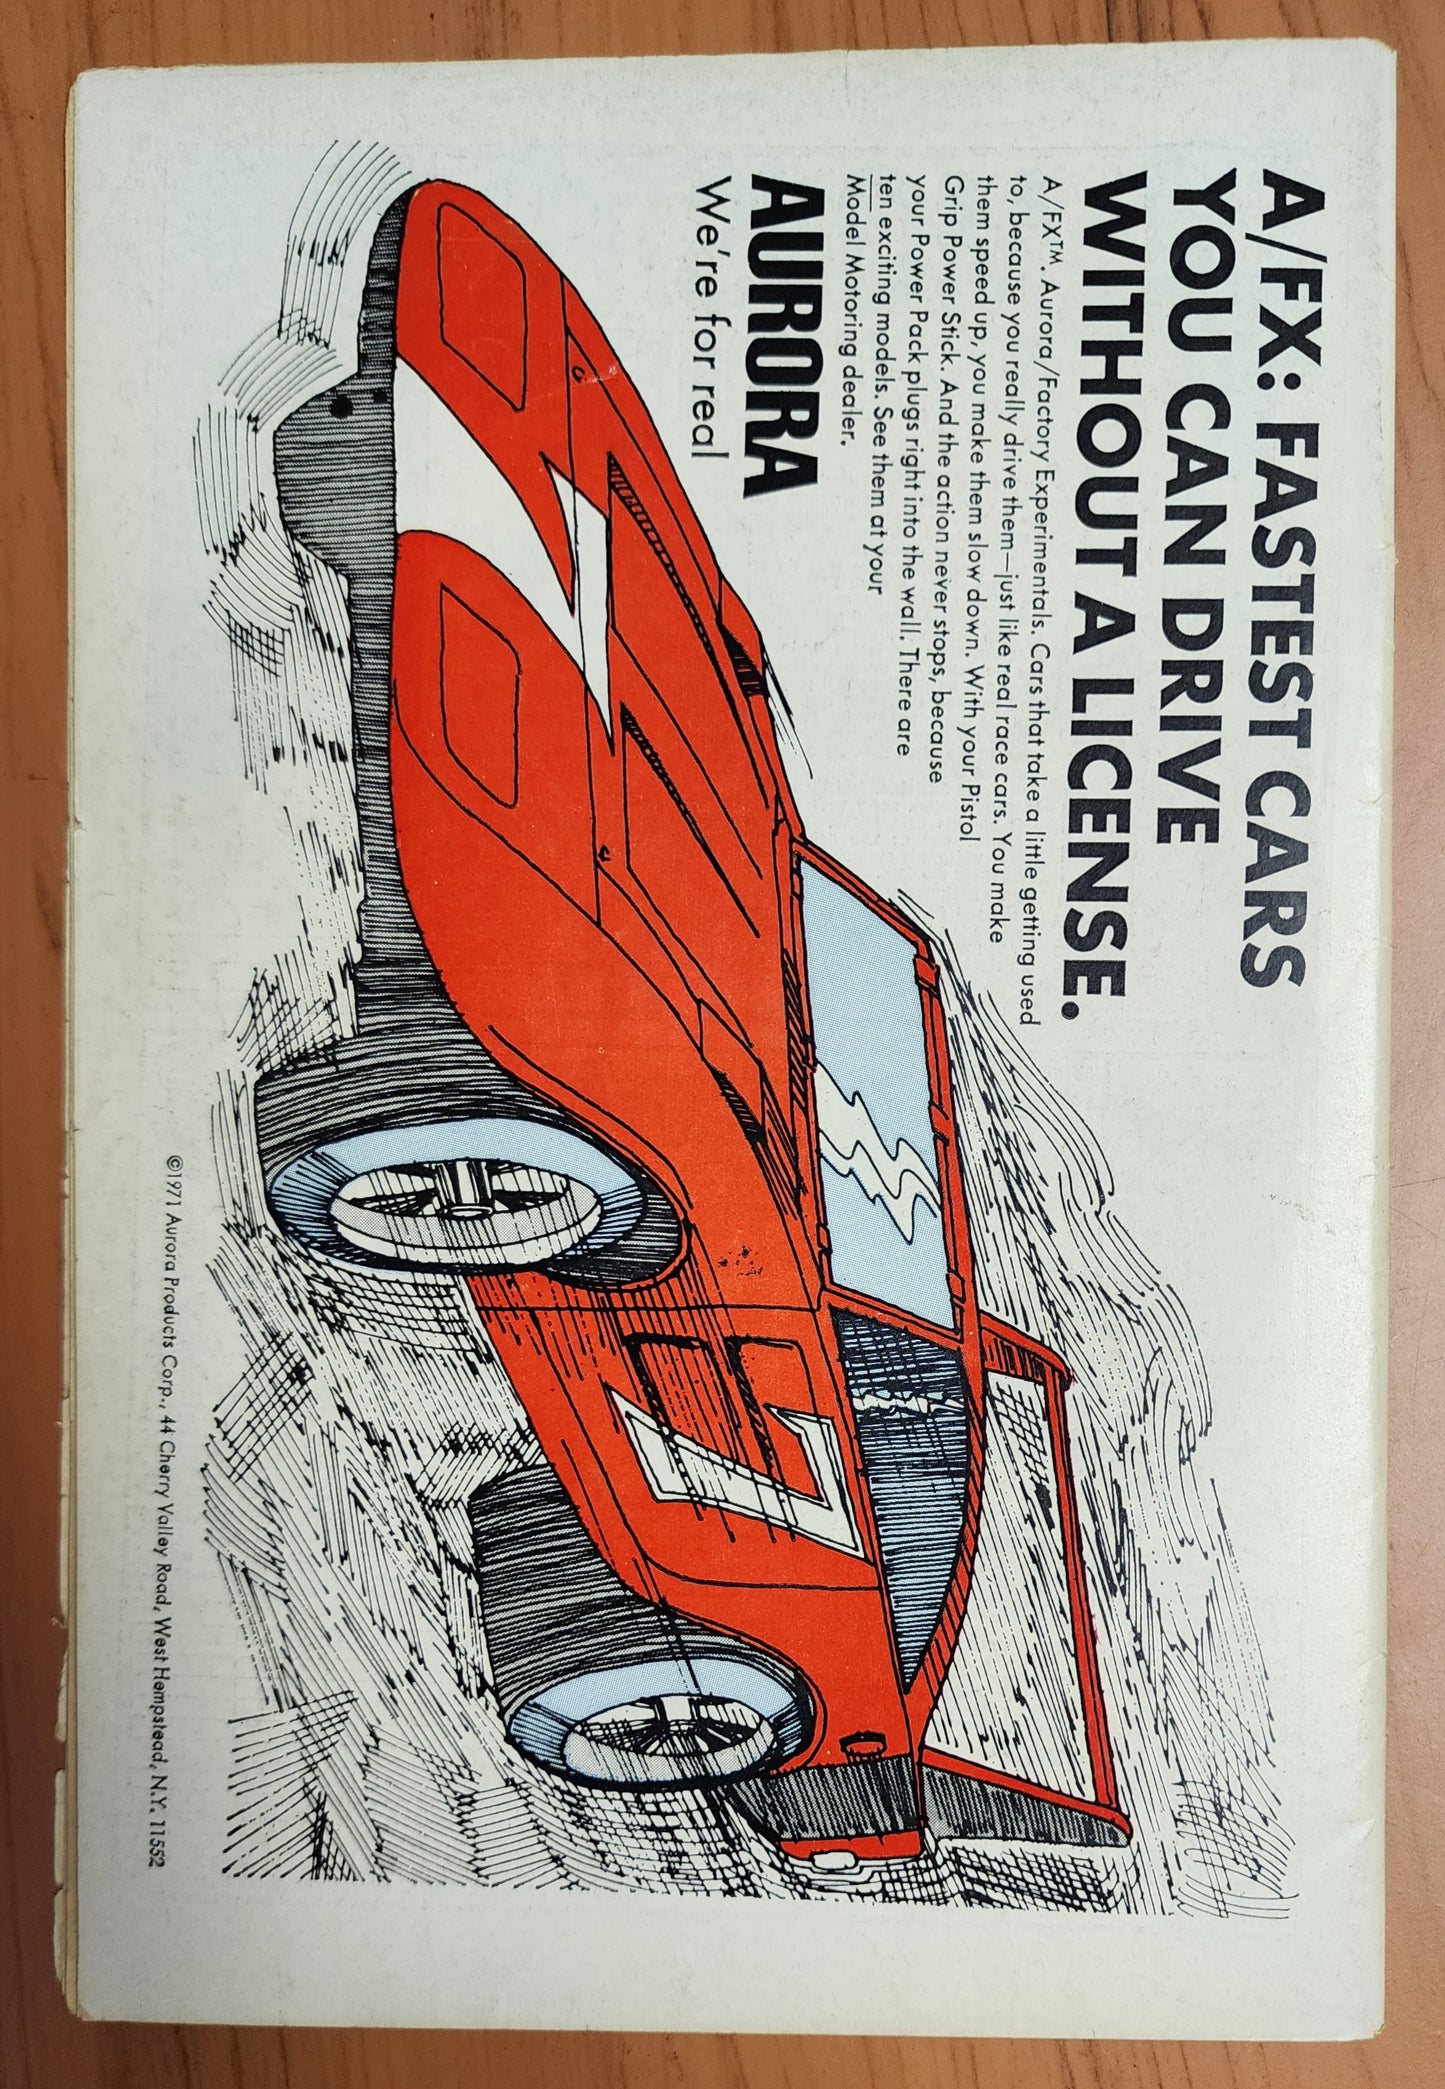 A/FX: FASTEST CARS
YOU CAN DRIVE
WITHOUT A LICENSE.
A/FX™. Aurora/Factory Experimentals. Cars that take a little getting used
to, because you really drive them—just like real race cars. You make
them speed up, you make them slow down. With your Pistol
Grip Power Stick. And the action never stops, because
your Power Pack plugs right into the wall. There are
ten exciting models. See them at your
Model Motoring dealer.
AURORA
We're for real
©1971 Aurora Products Corp., 44 Cherry Valley Road, West Hempstead, N.Y. 11552